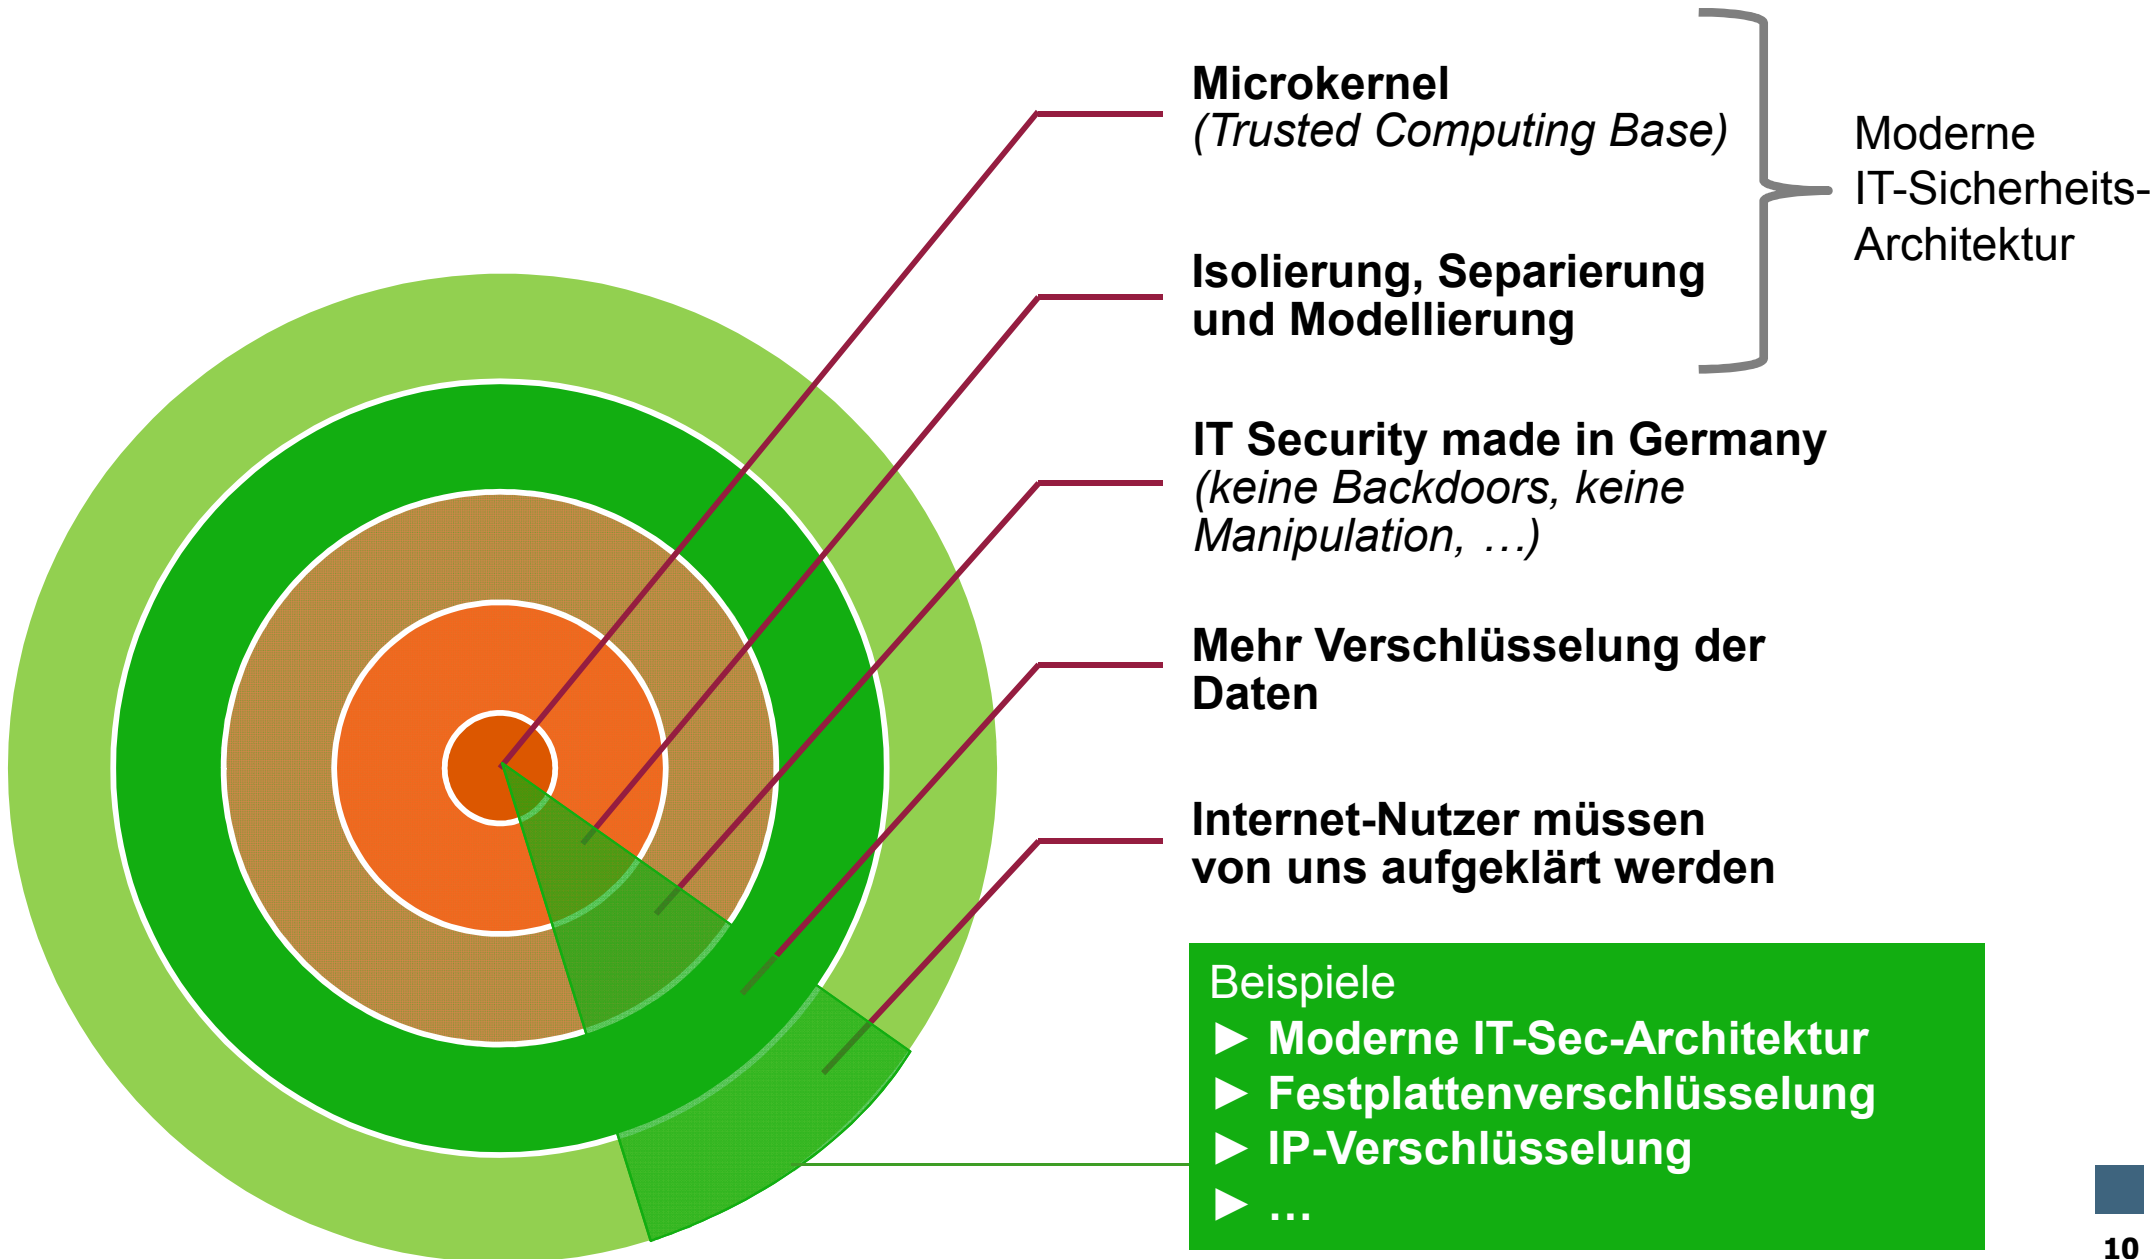 Microkernel
(Trusted Computing Base)
Moderne
IT-Sicherheits-
Architektur
Isolierung, Separierung
und Modellierung
IT Security made in Germany
(keine Backdoors, keine
Manipulation, …)
Mehr Verschlüsselung der
Daten
Internet-Nutzer müssen
von uns aufgeklärt werden
Beispiele
► Moderne IT-Sec-Architektur
► Festplattenverschlüsselung
► IP-Verschlüsselung
► …
10